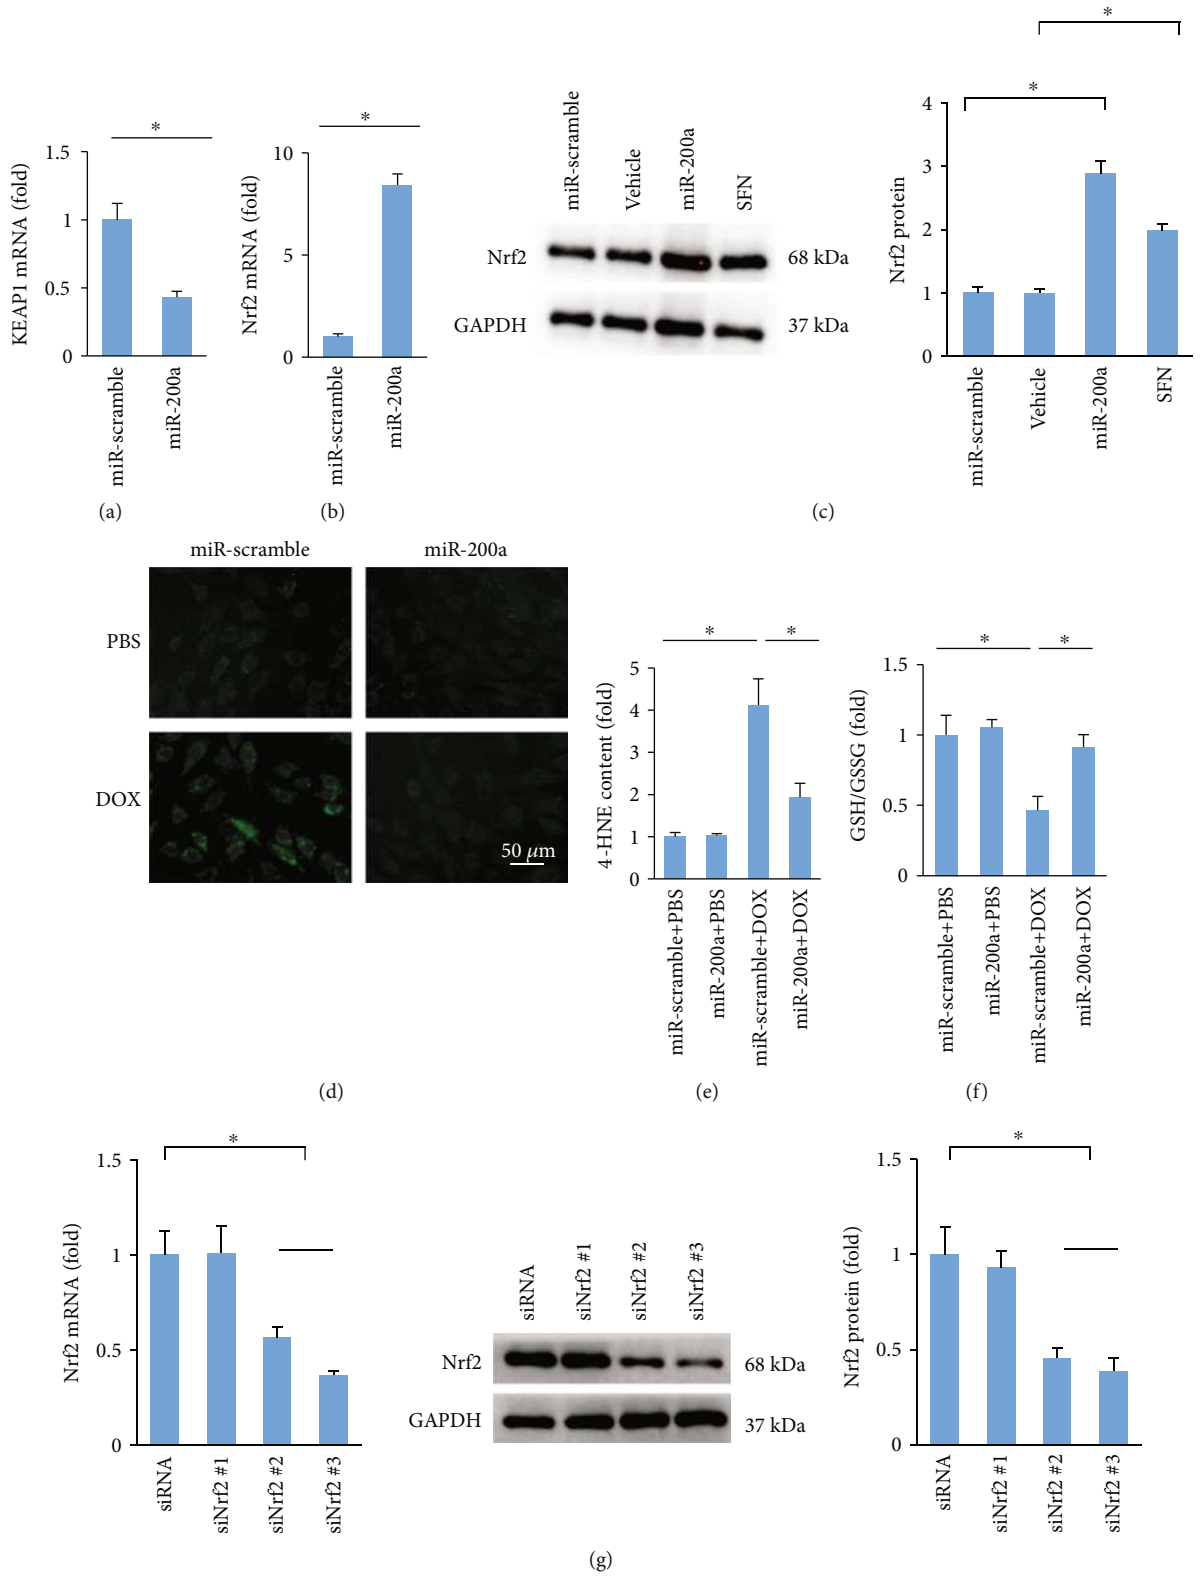 *
KEAP1 mRNA (fold)
1.5
1
0.5
0
miR-scramble
miR-200a
(a)
*
Nrf2 mRNA (fold)
10
5
0
miR-scramble
miR-200a
(b)
miR-scramble
Vehicle
miR-200a
SFN
Nrf2
68 kDa
GAPDH
37 kDa
*
*
Nrf2 protein
4
3
2
1
0
miR-scramble
Vehicle
miR-200a
SFN
(c)
miR-scramble
miR-200a
PBS
DOX
50 μm
(d)
*
*
4-HNE content (fold)
5
4
3
2
1
0
miR-scramble+PBS
miR-200a+PBS
miR-scramble+DOX
miR-200a+DOX
(e)
*
*
GSH/GSSG (fold)
1.5
1
0.5
0
miR-scramble+PBS
miR-200a+PBS
miR-scramble+DOX
miR-200a+DOX
(f)
*
Nrf2 mRNA (fold)
1.5
1
0.5
0
siRNA
siNrf2 #1
siNrf2 #2
siNrf2 #3
siRNA
siNrf2 #1
siNrf2 #2
siNrf2 #3
Nrf2
68 kDa
GAPDH
37 kDa
*
Nrf2 protein (fold)
1.5
1
0.5
0
siRNA
siNrf2 #1
siNrf2 #2
siNrf2 #3
(g)